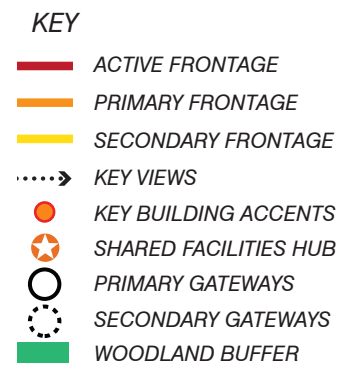 KEY
ACTIVE FRONTAGE
PRIMARY FRONTAGE
SECONDARY FRONTAGE
KEY VIEWS
KEY BUILDING ACCENTS
SHARED FACILITIES HUB
PRIMARY GATEWAYS
SECONDARY GATEWAYS
WOODLAND BUFFER